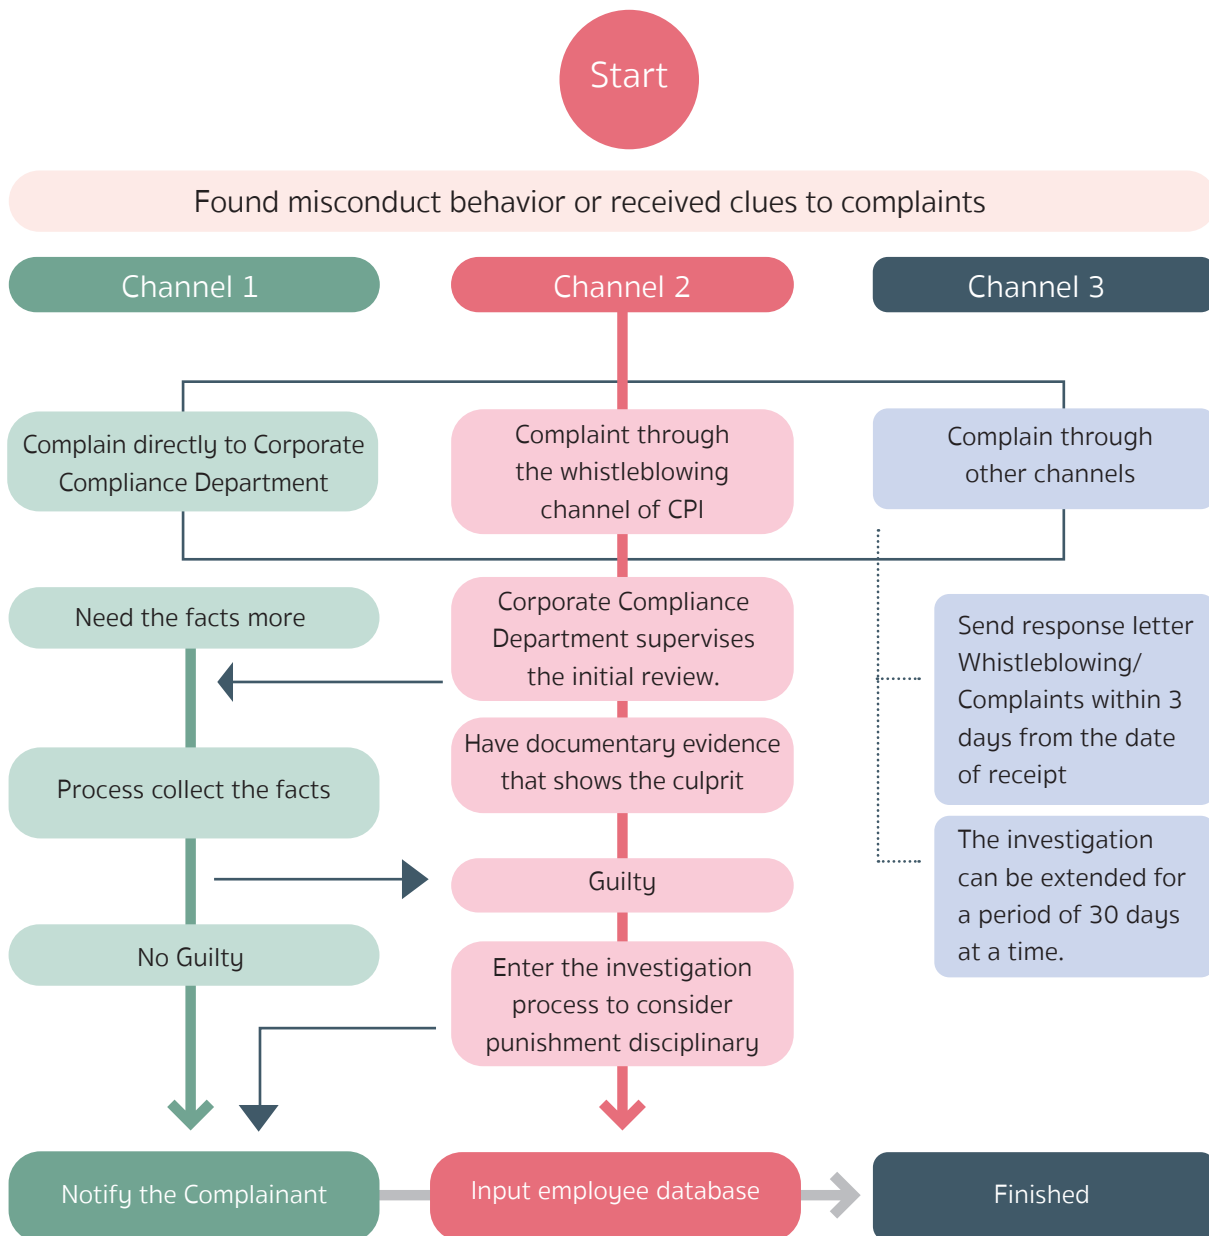 Start
Found misconduct behavior or received clues to complaints
Channel 1
Channel 2
Channel 3
Complain directly to Corporate
Compliance Department
Complaint through
the whistleblowing
channel of CPI
Complain through
other channels
Need the facts more
Corporate Compliance
Department supervises
the initial review.
Send response letter
Whistleblowing/
Complaints within 3
days from the date
of receipt
Process collect the facts
Have documentary evidence
that shows the culprit
Guilty
The investigation
can be extended for
a period of 30 days
at a time.
No Guilty
Enter the investigation
process to consider
punishment disciplinary
Notify the Complainant
Input employee database
Finished